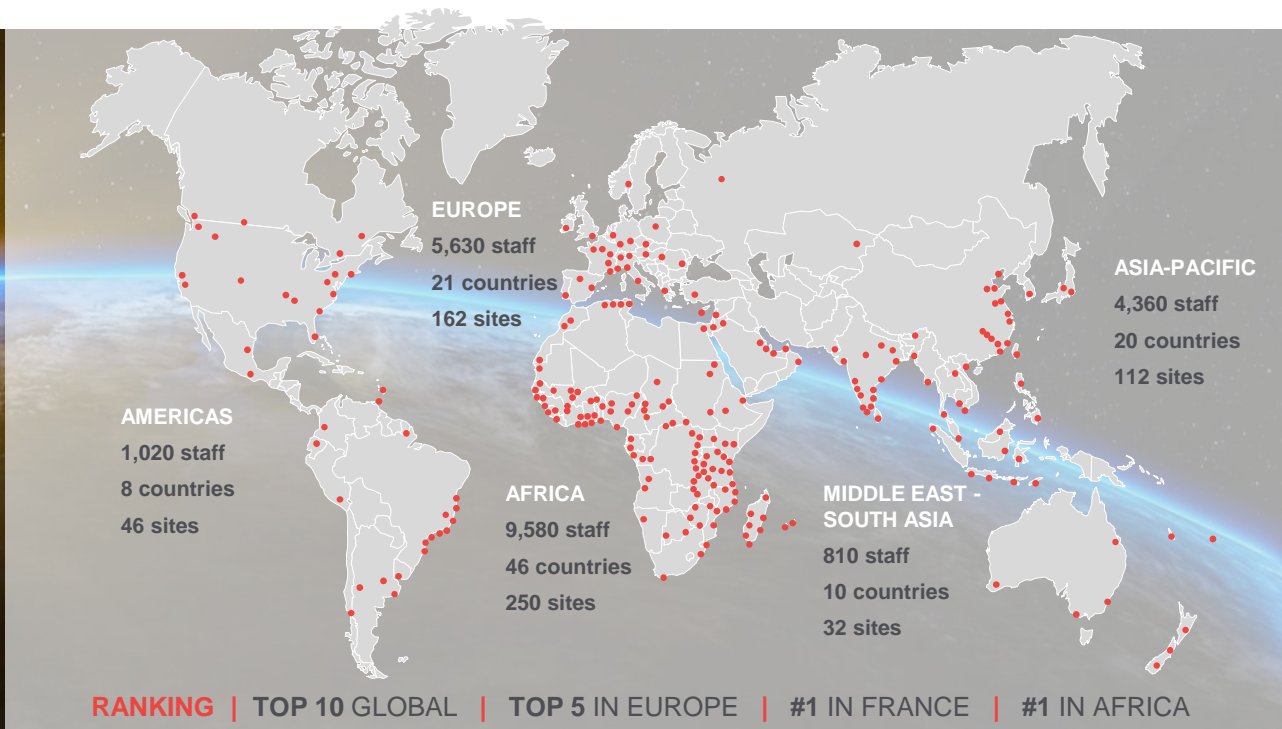 EUROPE
5,630 staff
21 countries
162 sites
ASIA-PACIFIC
4,360 staff
20 countries
112 sites
AMERICAS
1,020 staff
8 countries
46 sites
AFRICA
9,580 staff
46 countries
250 sites
MIDDLE EAST -
SOUTH ASIA
810 staff
10 countries
32 sites
RANKING | TOP 10 GLOBAL | TOP 5 IN EUROPE | #1 IN FRANCE | #1 IN AFRICA